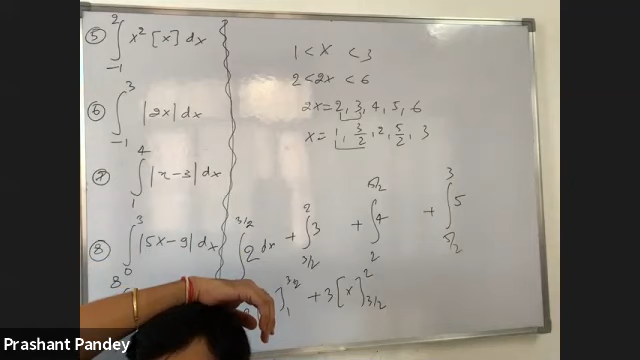 ⑤ ∫_{-1}^{2} x² [x] dx
⑥ ∫_{-1}^{3} |2x| dx
⑦ ∫_{1}^{4} |x-3| dx
⑧ ∫_{0}^{3} |5x-9| dx
8
1 < x < 3
2 < 2x < 6
2x = 2, 3, 4, 5, 6
x = 1, 3/2, 2, 5/2, 3
∫^{3/2} 2 dx + ∫_{3/2}^{2} 3 + ∫_{2}^{5/2} 4 + ∫_{5/2}^{3} 5
]_{1}^{3/2} + 3[x]_{3/2}^{2}
Prashant Pandey